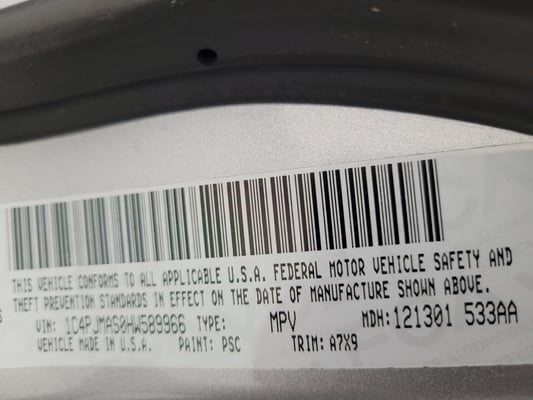 THIS VEHICLE CONFORMS TO ALL APPLICABLE U.S.A. FEDERAL MOTOR VEHICLE SAFETY AND
THEFT PREVENTION STANDARDS IN EFFECT ON THE DATE OF MANUFACTURE SHOWN ABOVE.
VIN: 1C4PJMAS0HW589966 TYPE: MPV MDH: 121301 533AA
VEHICLE MADE IN U.S.A. PAINT: PSC TRIM: A7X9